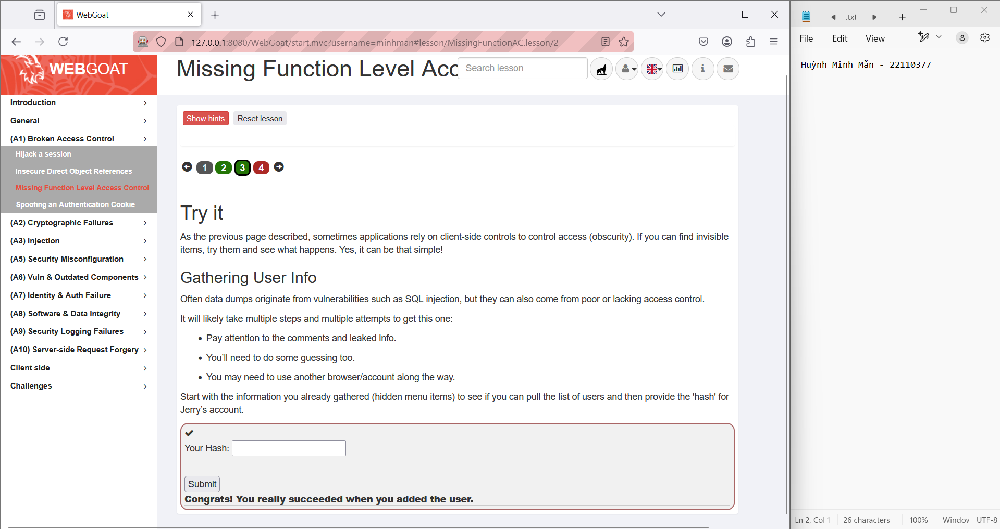 WebGoat
.txt
127.0.0.1:8080/WebGoat/start.mvc?username=minhman#lesson/MissingFunctionAC.lesson/2
File Edit View
WEBGOAT
Missing Function Level Acc
Search lesson
Huỳnh Minh Mẫn - 22110377
Introduction
General
(A1) Broken Access Control
Hijack a session
Insecure Direct Object References
Missing Function Level Access Control
Spoofing an Authentication Cookie
(A2) Cryptographic Failures
(A3) Injection
(A5) Security Misconfiguration
(A6) Vuln & Outdated Components
(A7) Identity & Auth Failure
(A8) Software & Data Integrity
(A9) Security Logging Failures
(A10) Server-side Request Forgery
Client side
Challenges
Show hints Reset lesson
1 2 3 4
Try it
As the previous page described, sometimes applications rely on client-side controls to control access (obscurity). If you can find invisible
items, try them and see what happens. Yes, it can be that simple!
Gathering User Info
Often data dumps originate from vulnerabilities such as SQL injection, but they can also come from poor or lacking access control.
It will likely take multiple steps and multiple attempts to get this one:
• Pay attention to the comments and leaked info.
• You’ll need to do some guessing too.
• You may need to use another browser/account along the way.
Start with the information you already gathered (hidden menu items) to see if you can pull the list of users and then provide the 'hash' for
Jerry’s account.
Your Hash:
Submit
Congrats! You really succeeded when you added the user.
Ln 2, Col 1 26 characters 100% Window UTF-8